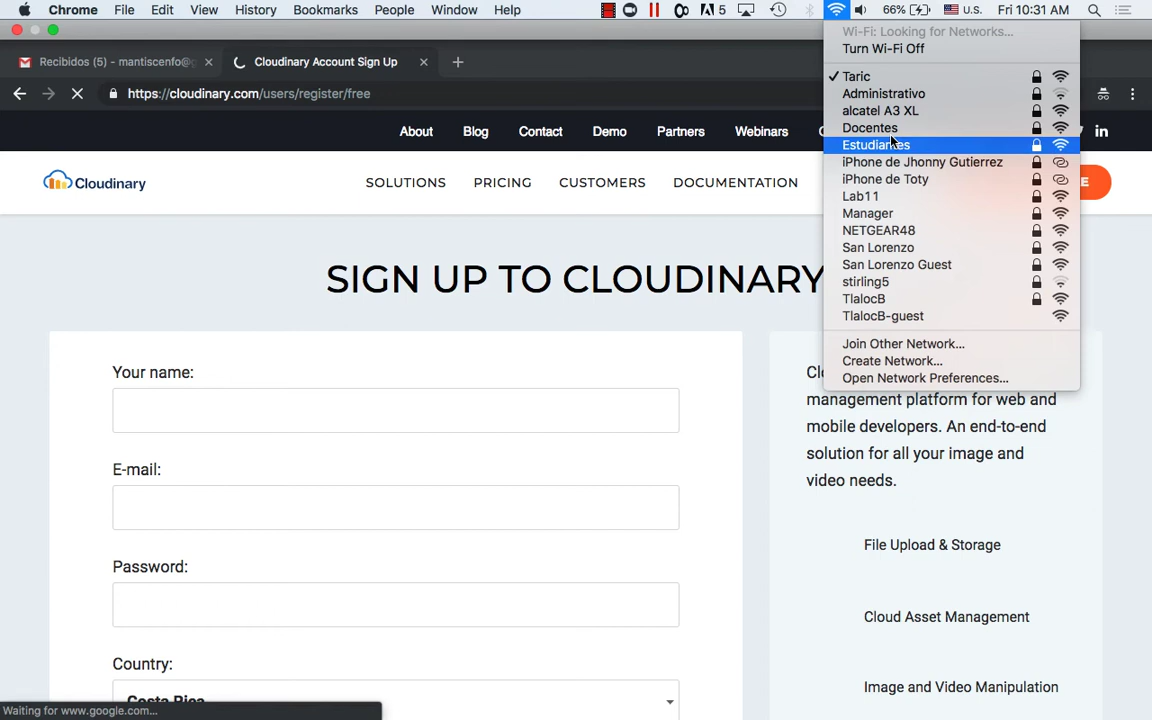 Chrome File Edit View History Bookmarks People Window Help 5 66% U.S. Fri 10:31 AM
Recibidos (5) - mantiscenfo@ Cloudinary Account Sign Up
https://cloudinary.com/users/register/free
About Blog Contact Demo Partners Webinars
Cloudinary SOLUTIONS PRICING CUSTOMERS DOCUMENTATION
Wi-Fi: Looking for Networks...
Turn Wi-Fi Off
Taric
Administrativo
alcatel A3 XL
Docentes
Estudiantes
iPhone de Jhonny Gutierrez
iPhone de Toty
Lab11
Manager
NETGEAR48
San Lorenzo
San Lorenzo Guest
stirling5
TlalocB
TlalocB-guest
Join Other Network...
Create Network...
Open Network Preferences...
SIGN UP TO CLOUDINARY
Your name:
E-mail:
Password:
Country:
Costa Rica
management platform for web and
mobile developers. An end-to-end
solution for all your image and
video needs.
File Upload & Storage
Cloud Asset Management
Image and Video Manipulation
Waiting for www.google.com...